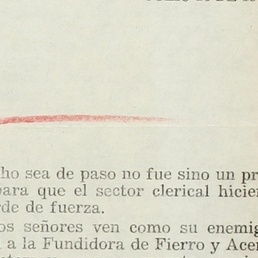 ho sea de paso no fue sino un pr
para que el sector clerical hicier
rde de fuerza.
os señores ven como su enemig
a la Fundidora de Fierro y Acer